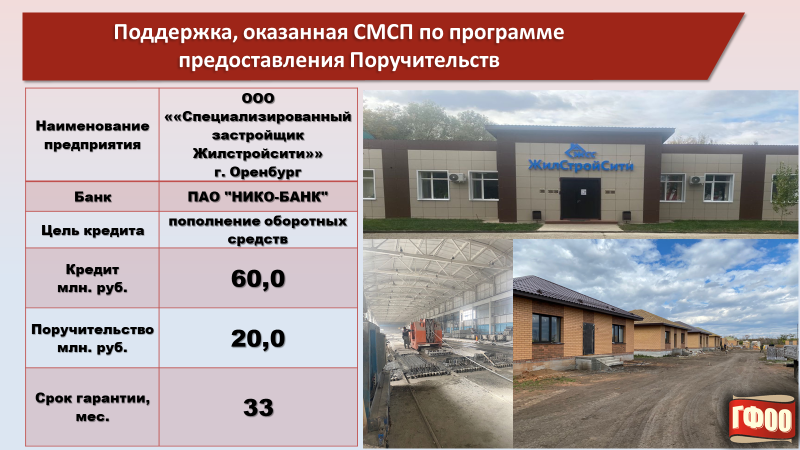 Поддержка, оказанная СМСП по программе
предоставления Поручительств
Наименование
предприятия
ООО
««Специализированный
застройщик
Жилстройсити»»
г. Оренбург
Банк
ПАО "НИКО-БАНК"
Цель кредита
пополнение оборотных
средств
Кредит
млн. руб.
60,0
Поручительство
млн. руб.
20,0
Срок гарантии,
мес.
33
ЖилСтройСити
ГФОО